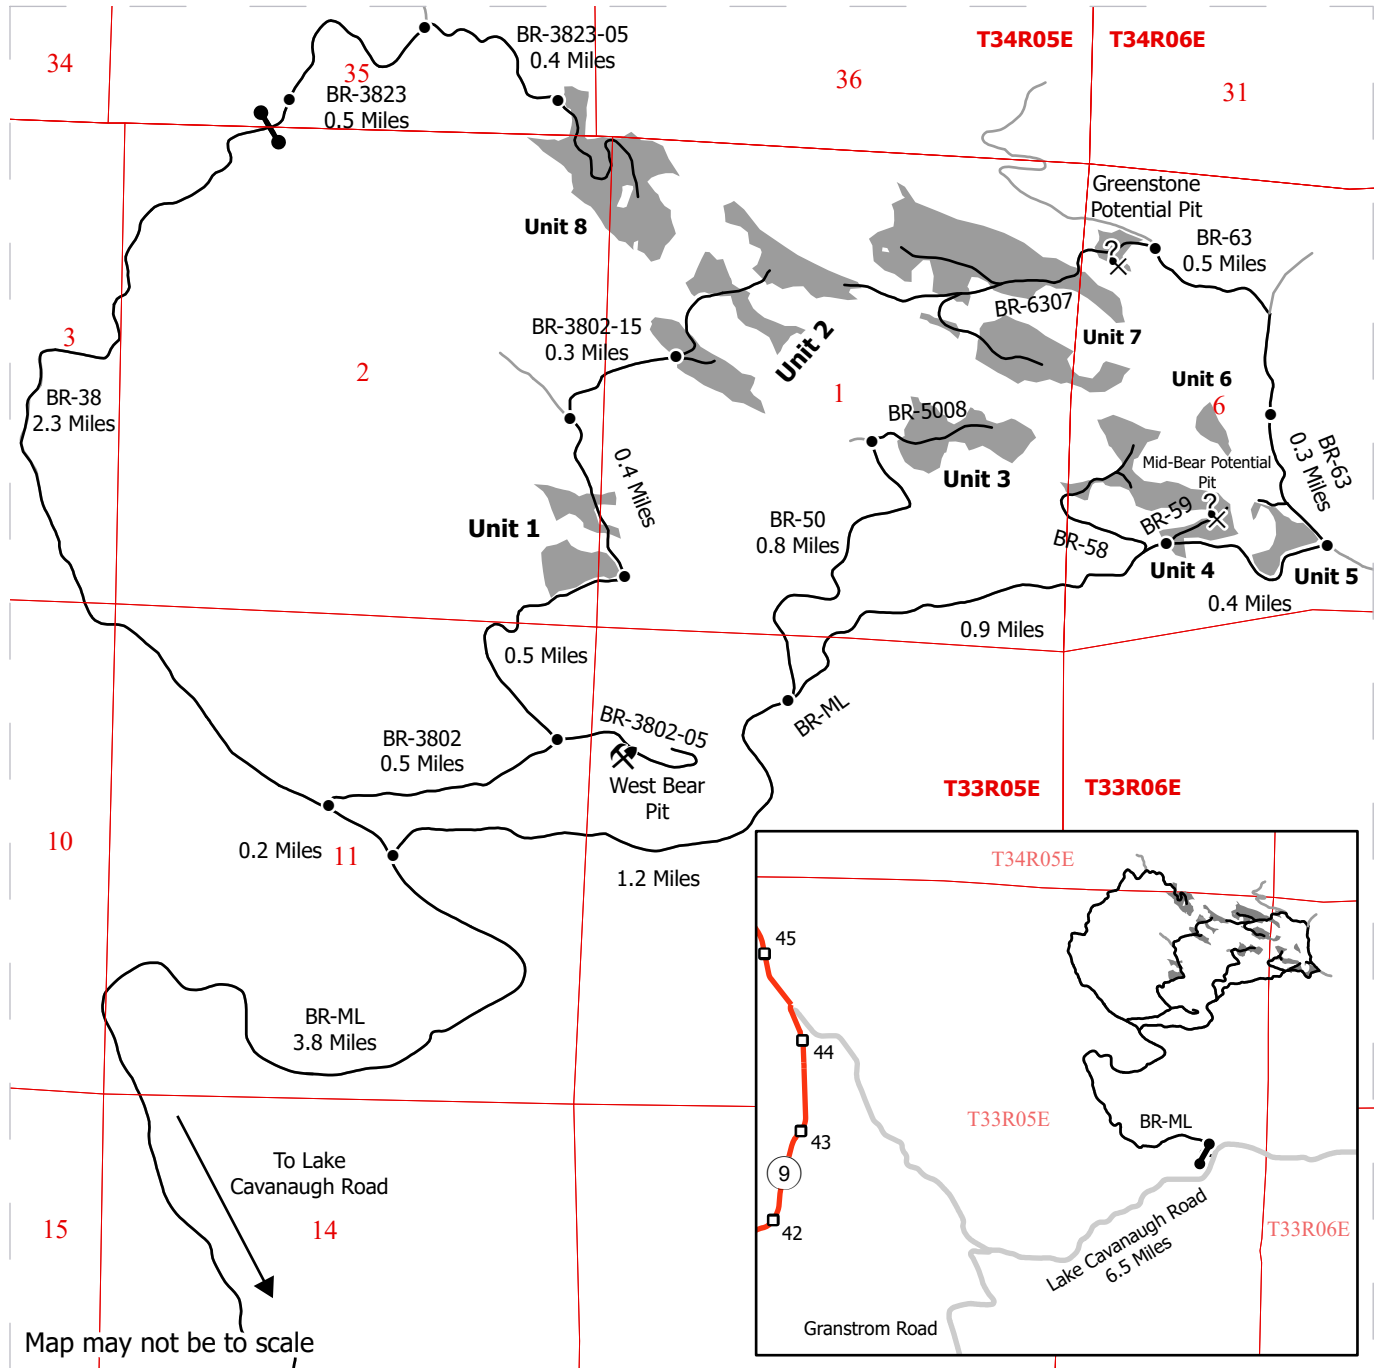 T34R05E
T34R06E
34
35
36
31
BR-3823-05
0.4 Miles
BR-3823
0.5 Miles
Greenstone
Potential Pit
Unit 8
BR-63
0.5 Miles
?
BR-6307
3
2
1
BR-3802-15
0.3 Miles
Unit 2
Unit 7
Unit 6
6
BR-38
2.3 Miles
BR-5008
Unit 3
0.4 Miles
Mid-Bear Potential
Pit
?
BR-63
0.3 Miles
Unit 1
BR-50
0.8 Miles
BR-59
BR-58
Unit 4
Unit 5
0.4 Miles
0.9 Miles
0.5 Miles
BR-ML
BR-3802
0.5 Miles
BR-3802-05
West Bear
Pit
T33R05E
T33R06E
10
0.2 Miles
11
1.2 Miles
BR-ML
3.8 Miles
To Lake
Cavanaugh Road
15
14
Map may not be to scale
T34R05E
45
44
43
9
42
T33R05E
BR-ML
T33R06E
Lake Cavanaugh Road
6.5 Miles
Granstrom Road